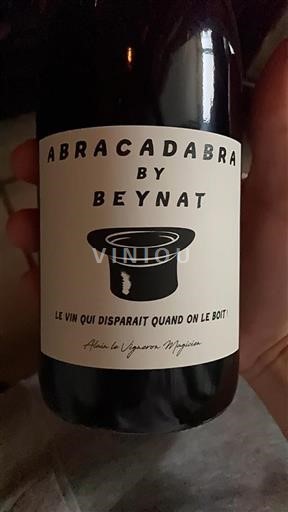 ABRACADABRA
BY
BEYNAT
VINIOU
LE VIN QUI DISPARAIT QUAND ON LE BOIT !
Alain le Vigneron Magicien